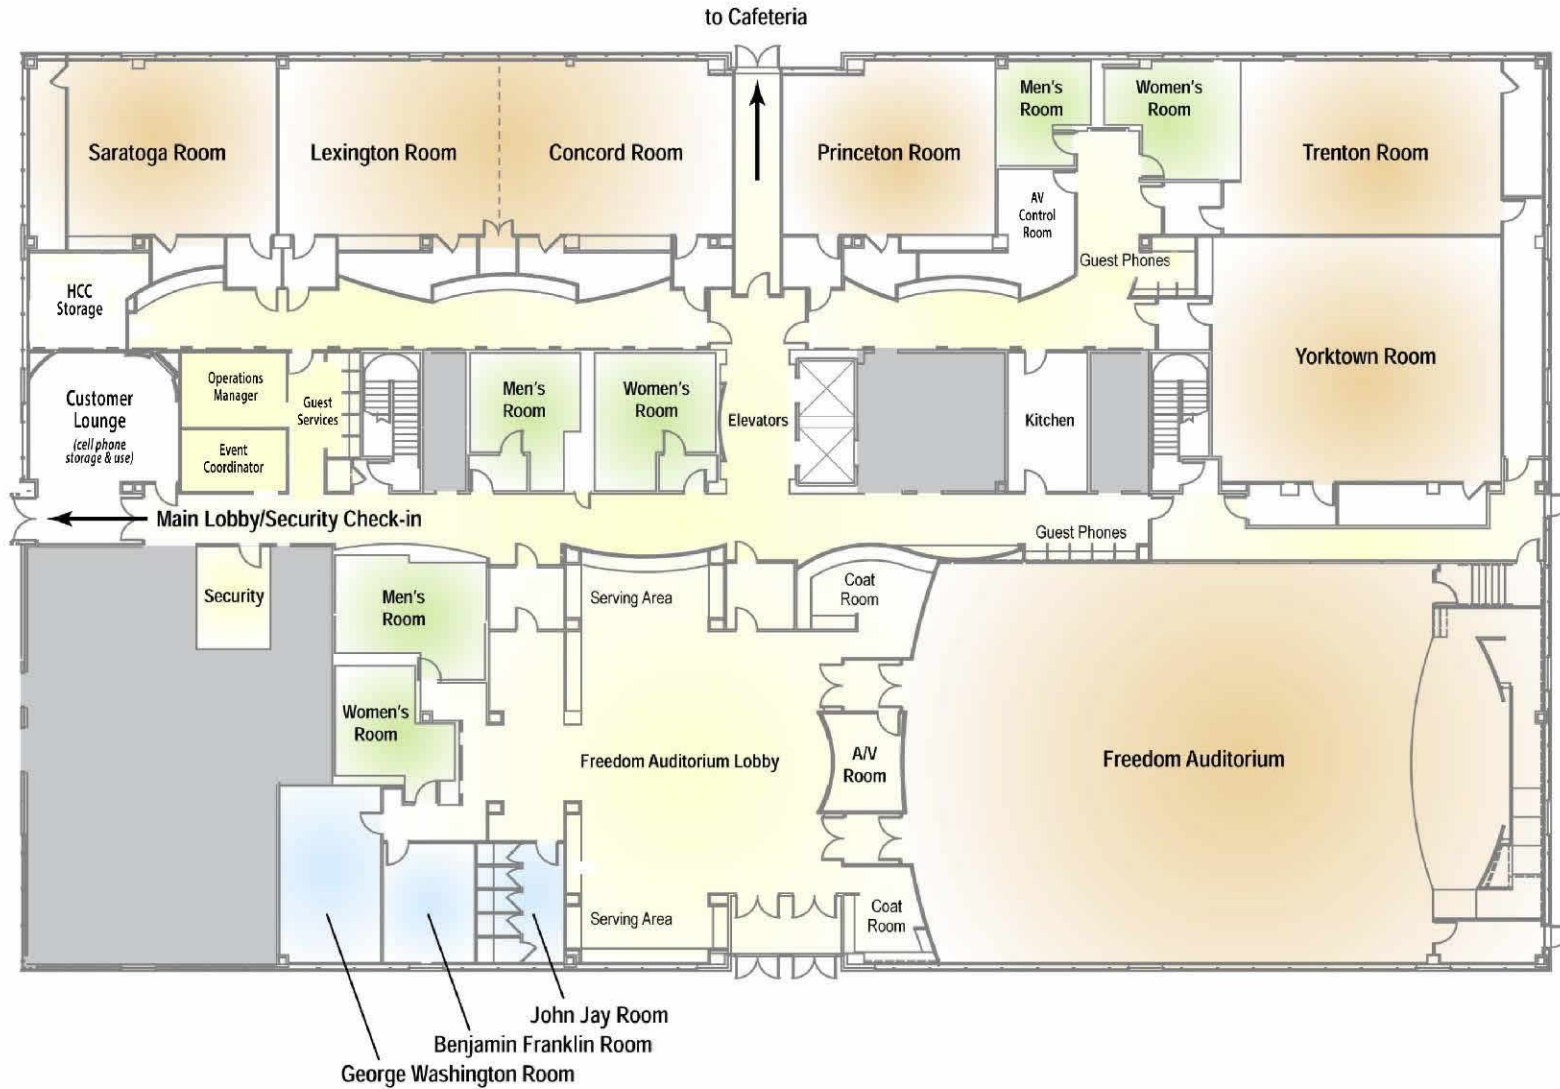 to Cafeteria
Saratoga Room
Lexington Room
Concord Room
Princeton Room
Men's
Room
Women's
Room
Trenton Room
AV
Control
Room
Guest Phones
HCC
Storage
Customer
Lounge
(cell phone
storage & use)
Operations
Manager
Event
Coordinator
Guest
Services
Men's
Room
Women's
Room
Elevators
Kitchen
Yorktown Room
Main Lobby/Security Check-in
Guest Phones
Security
Men's
Room
Serving Area
Coat
Room
Women's
Room
Freedom Auditorium Lobby
A/V
Room
Freedom Auditorium
Serving Area
Coat
Room
John Jay Room
Benjamin Franklin Room
George Washington Room